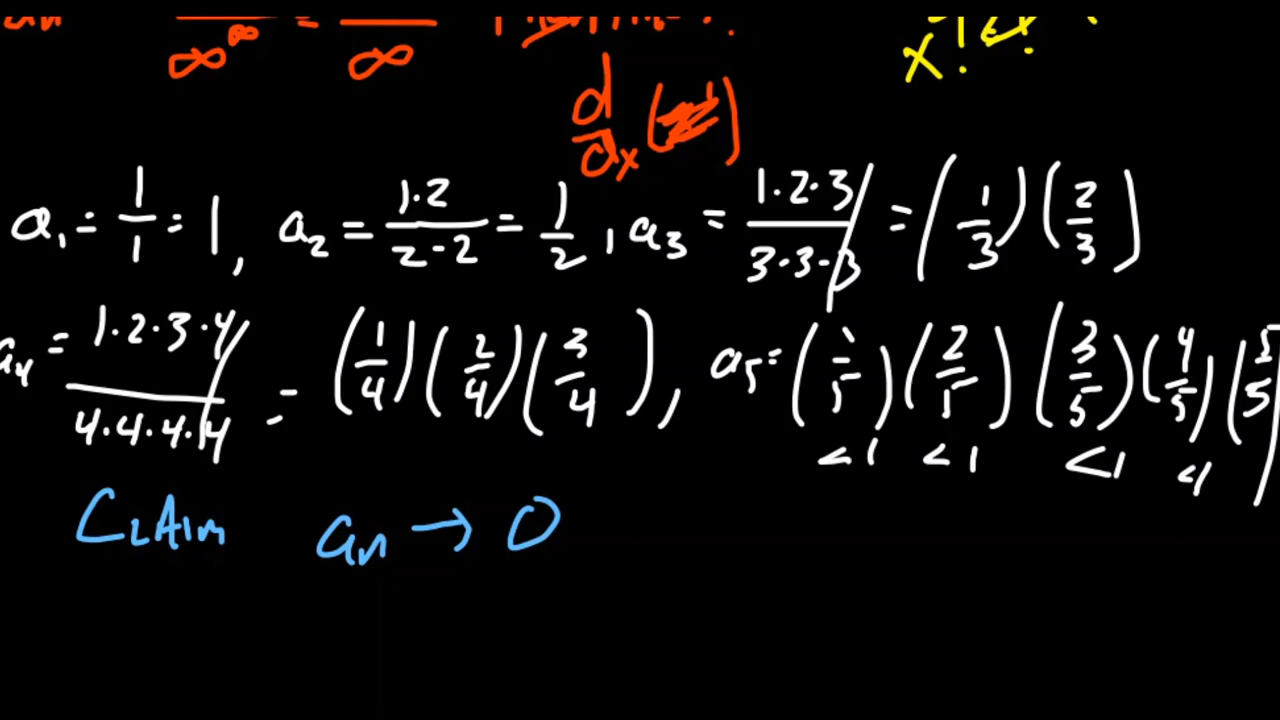 ∞^∞ = ∞
x!
d/dx ( )
a₁ = 1/1 = 1, a₂ = 1·2/2·2 = 1/2, a₃ = 1·2·3/3·3·3 = (1/3)(2/3)
a₄ = 1·2·3·4/4·4·4·4 = (1/4)(2/4)(3/4), a₅ = (1/5)(2/5)(3/5)(4/5)(5/5)
<1 <1 <1 <1
CLAim aₙ → 0